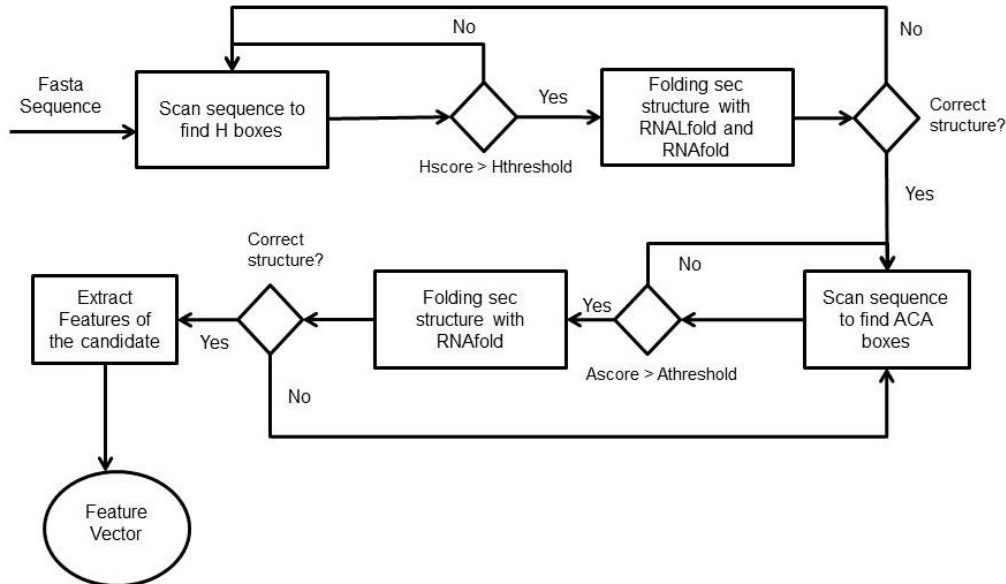 No
No
Fasta
Sequence
Scan sequence to
find H boxes
Yes
Hscore > Hthreshold
Folding sec
structure with
RNALfold and
RNAfold
Correct
structure?
Yes
Correct
structure?
No
Extract
Features of
the candidate
Yes
Folding sec
structure with
RNAfold
Yes
Ascore > Athreshold
Scan sequence
to find ACA
boxes
No
Feature
Vector